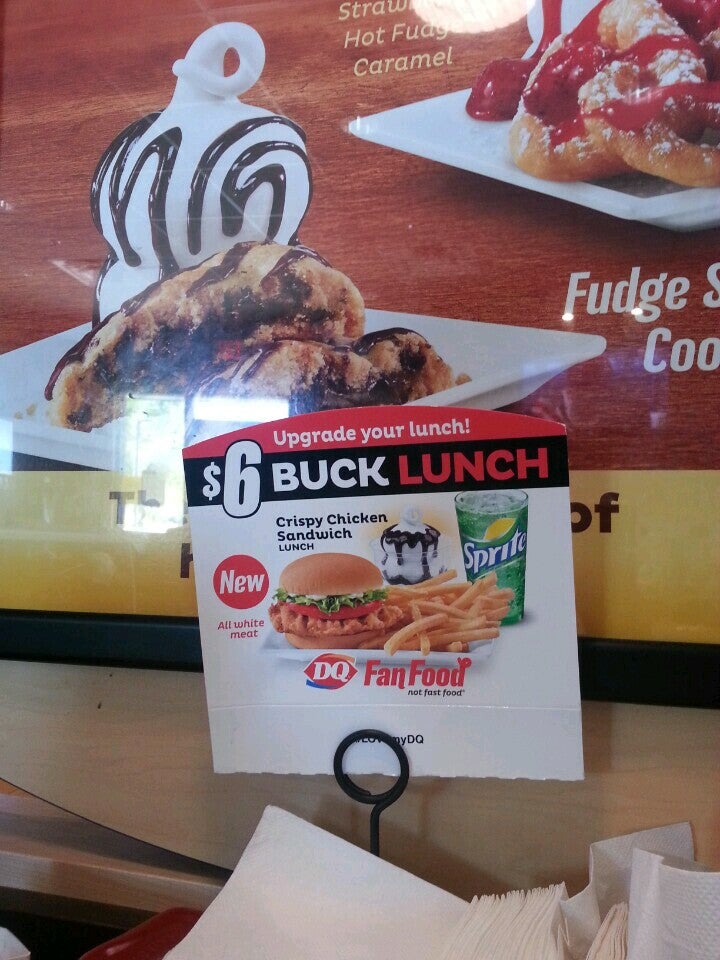 Hot Fudg
Caramel
Fudge S
Coo
of
Upgrade your lunch!
$6 BUCK LUNCH
Crispy Chicken
Sandwich
LUNCH
New
All white
meat
Sprite
DQ Fan Food
not fast food
myDQ